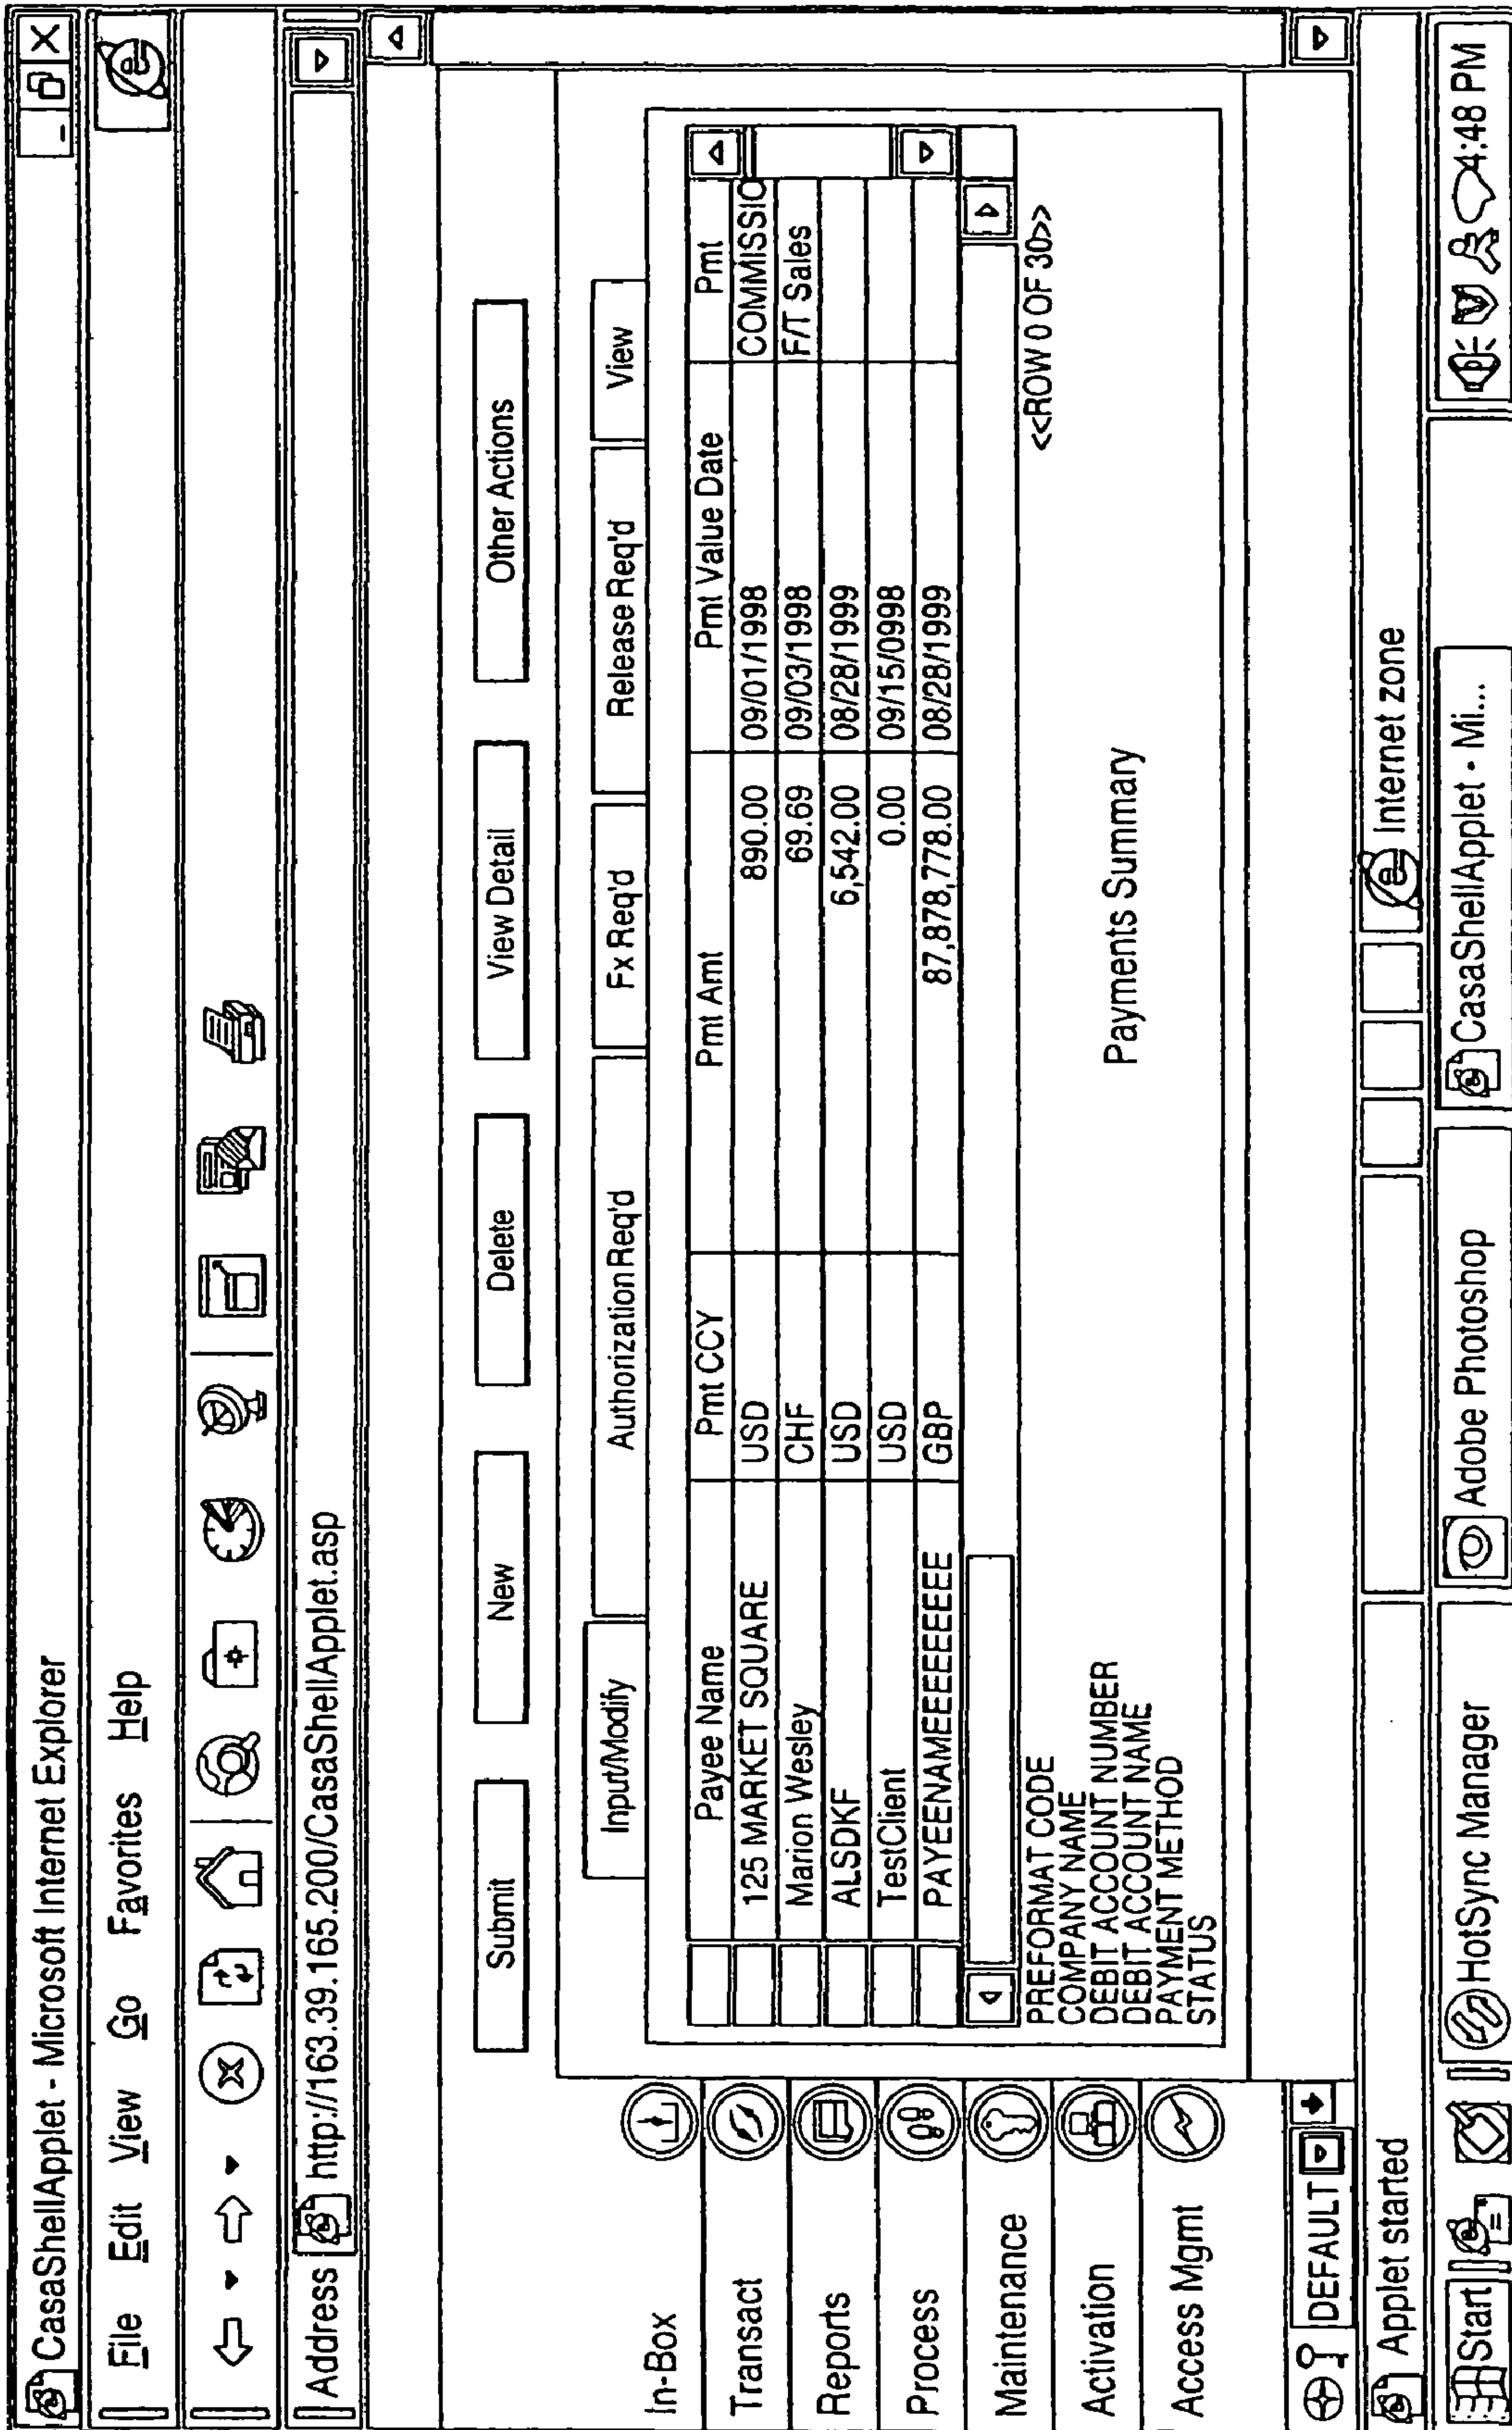 CasaShellApplet - Microsoft Internet Explorer
File Edit View Go Favorites Help
Address http://163.39.165.200/CasaShellApplet.asp
Submit New Delete View Detail Other Actions
Input/Modify AuthorizationReq'd Fx Req'd Release Req'd View
In-Box
Transact
Reports
Process
Maintenance
Activation
Access Mgmt
Payee Name Pmt CCY Pmt Amt Pmt Value Date Pmt
125 MARKET SQUARE USD 890.00 09/01/1998 COMMISSIO
Marion Wesley CHF 69.69 09/03/1998 F/T Sales
ALSDKF USD 6,542.00 08/28/1999
TestClient USD 0.00 09/15/0998
PAYEENAMEEEEEEEEEE GBP 87,878,778.00 08/28/1999
PREFORMAT CODE <<ROW 0 OF 30>>
COMPANY NAME
DEBIT ACCOUNT NUMBER
DEBIT ACCOUNT NAME
PAYMENT METHOD
STATUS
Payments Summary
DEFAULT
Applet started Internet zone
Start HotSync Manager Adobe Photoshop CasaShellApplet - Mi... 4:48 PM